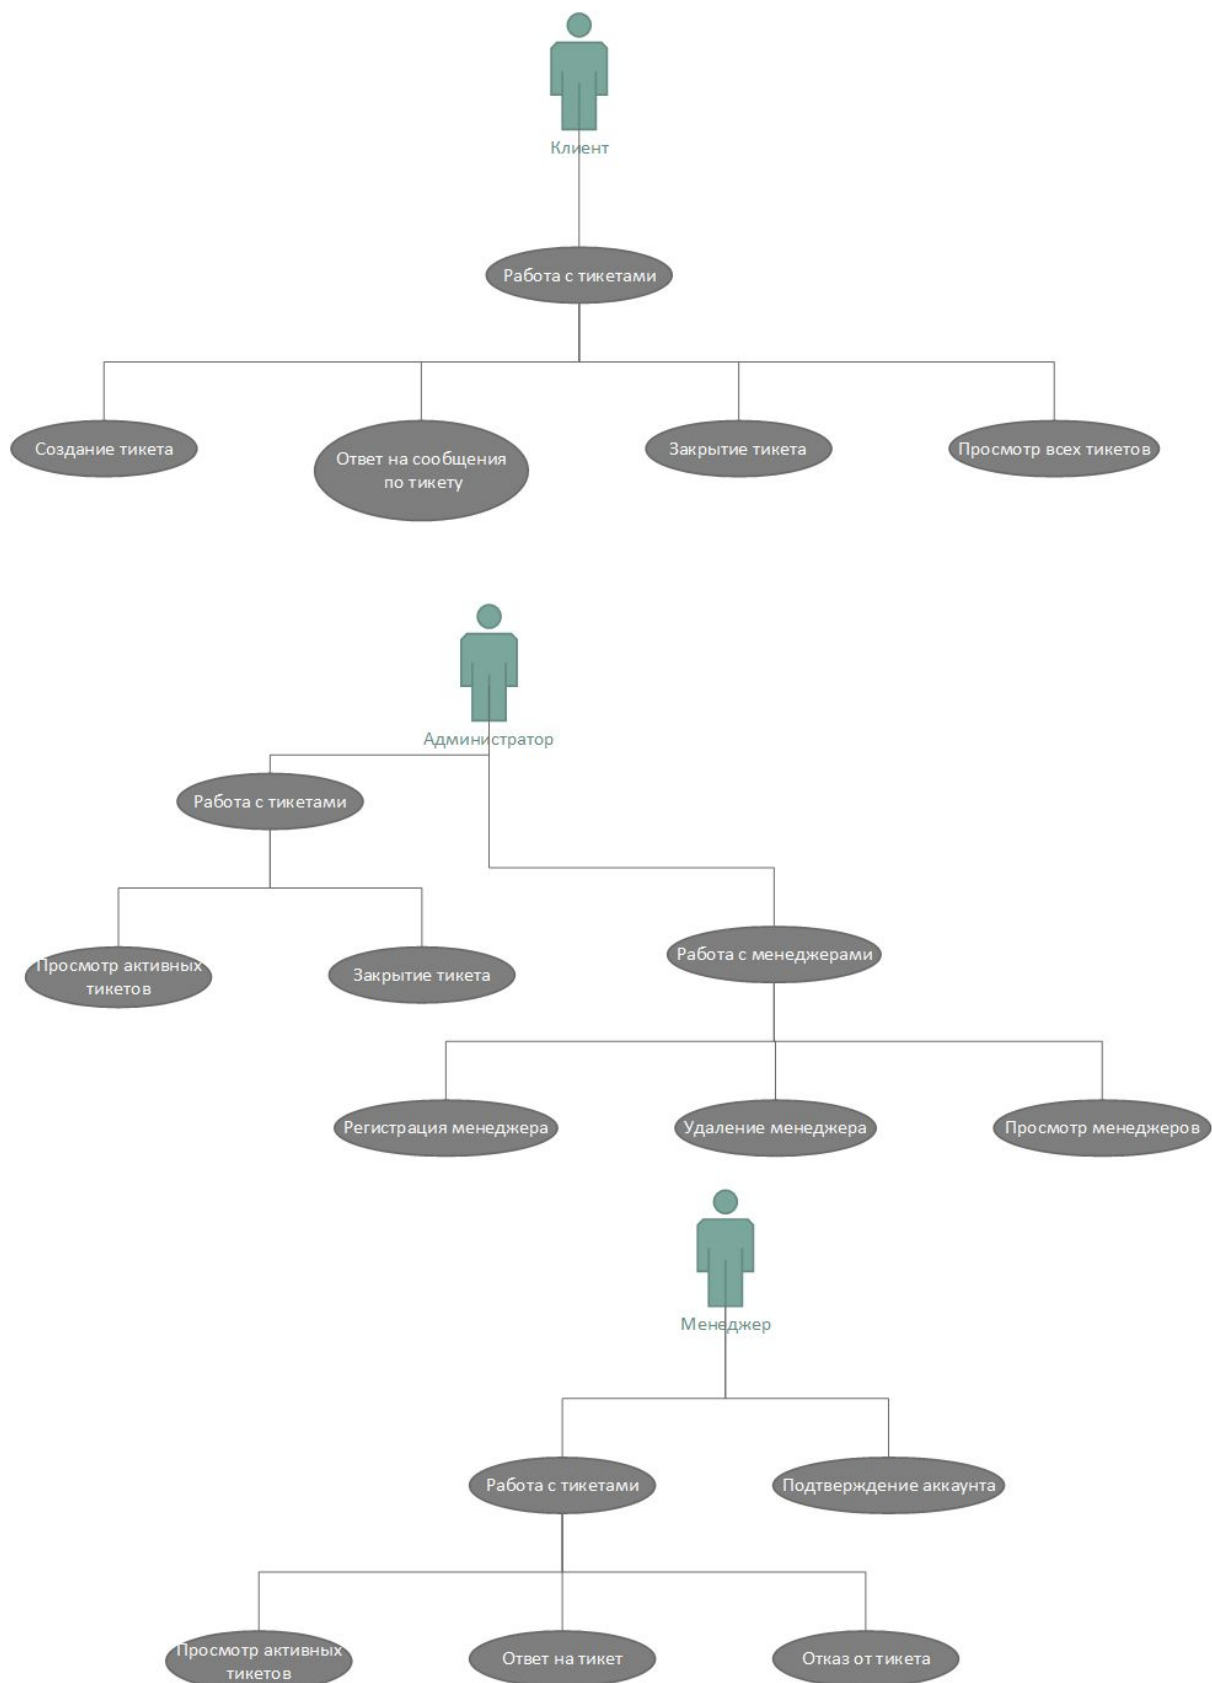 Клиент
Работа с тикетами
Создание тикета
Ответ на сообщения
по тикету
Закрытие тикета
Просмотр всех тикетов
Администратор
Работа с тикетами
Просмотр активных
тикетов
Закрытие тикета
Работа с менеджерами
Регистрация менеджера
Удаление менеджера
Просмотр менеджеров
Менеджер
Работа с тикетами
Подтверждение аккаунта
Просмотр активных
тикетов
Ответ на тикет
Отказ от тикета